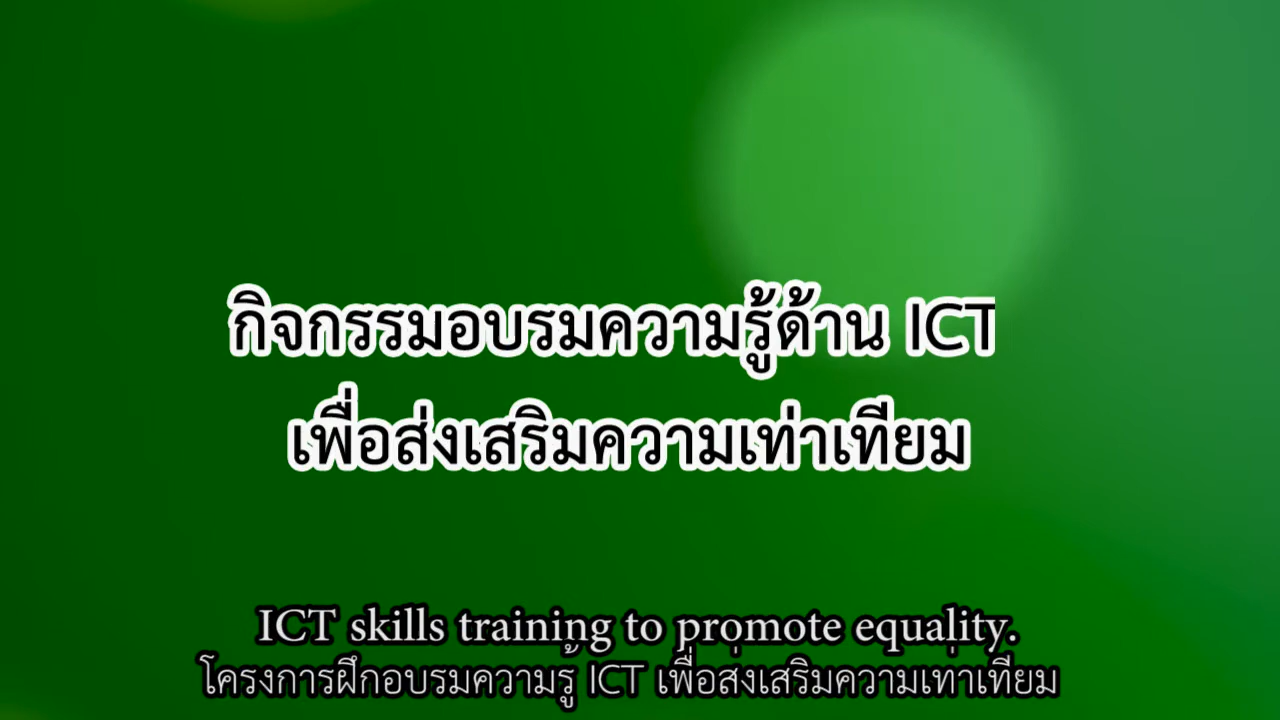 กิจกรรมอบรมความรู้ด้าน ICT
เพื่อส่งเสริมความเท่าเทียม
ICT skills training to promote equality.
โครงการฝึกอบรมความรู้ ICT เพื่อส่งเสริมความเท่าเทียม